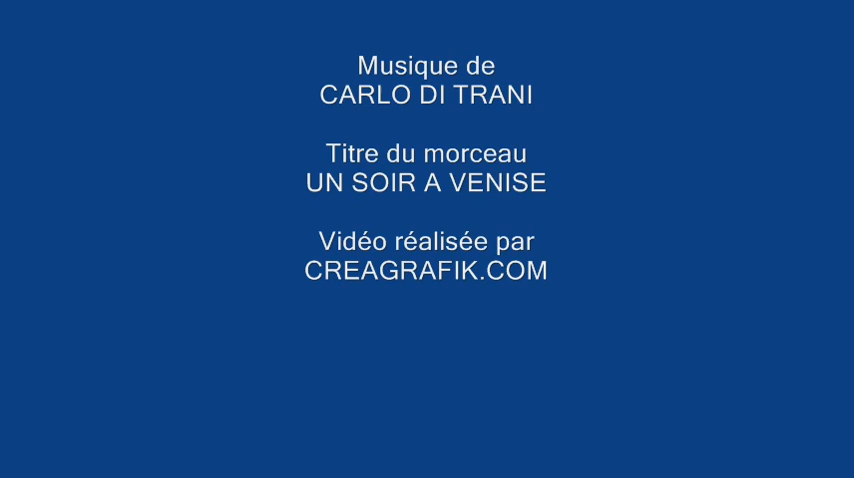 Musique de
CARLO DI TRANI
Titre du morceau
UN SOIR A VENISE
Vidéo réalisée par
CREAGRAFIK.COM